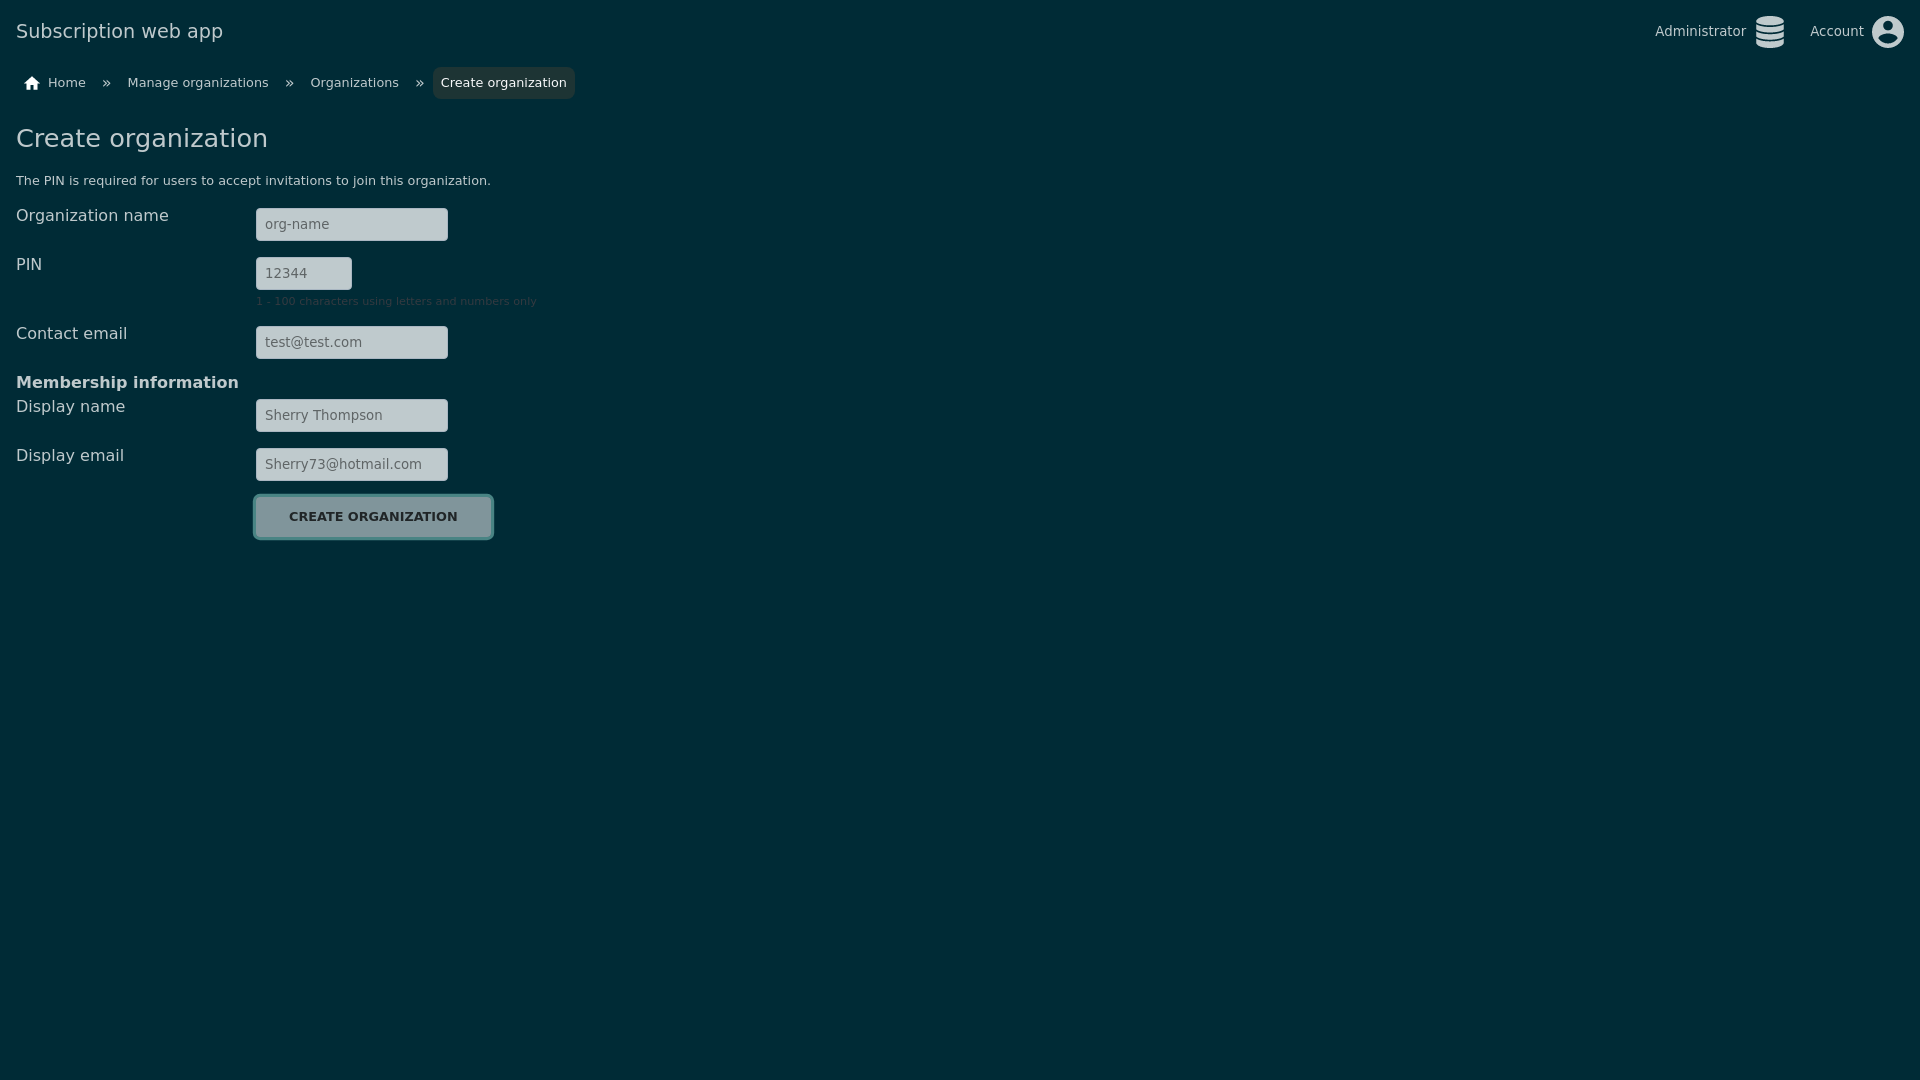 Subscription web app
Administrator
Account
Home » Manage organizations » Organizations » Create organization
Create organization
The PIN is required for users to accept invitations to join this organization.
Organization name
org-name
PIN
12344
1 - 100 characters using letters and numbers only
Contact email
test@test.com
Membership information
Display name
Sherry Thompson
Display email
Sherry73@hotmail.com
CREATE ORGANIZATION